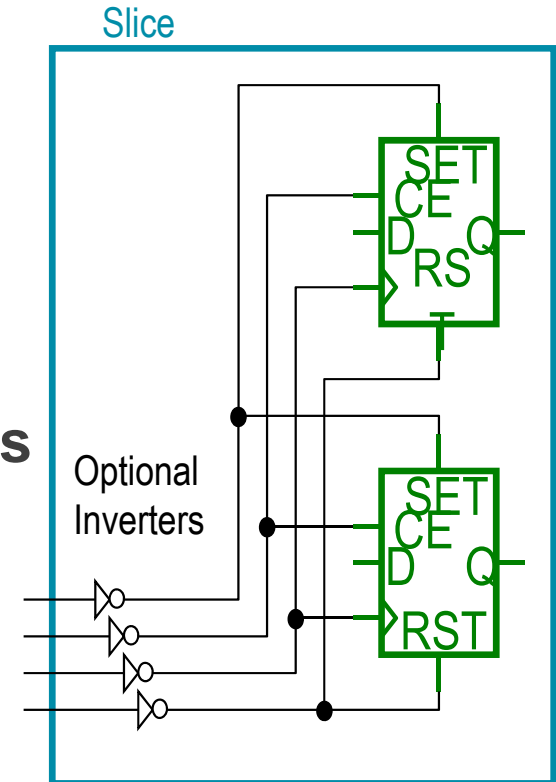 Slice
SET
CE
D Q
RS
T
s
Optional
Inverters
SET
CE
D Q
RST